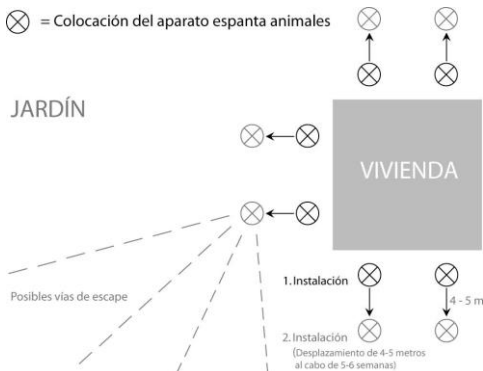 = Colocación del aparato espanta animales
JARDÍN
VIVIENDA
Posibles vías de escape
1. Instalación
4 - 5 m
2. Instalación
(Desplazamiento de 4-5 metros
al cabo de 5-6 semanas)